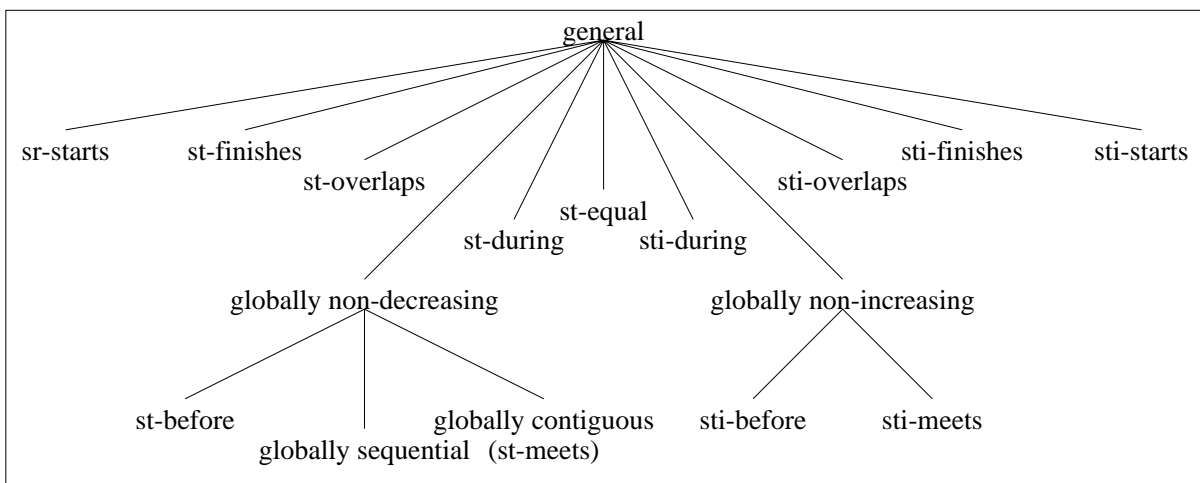 general
sr-starts st-finishes sti-finishes sti-starts
st-overlaps sti-overlaps
st-equal
st-during sti-during
globally non-decreasing globally non-increasing
st-before globally contiguous sti-before sti-meets
globally sequential (st-meets)